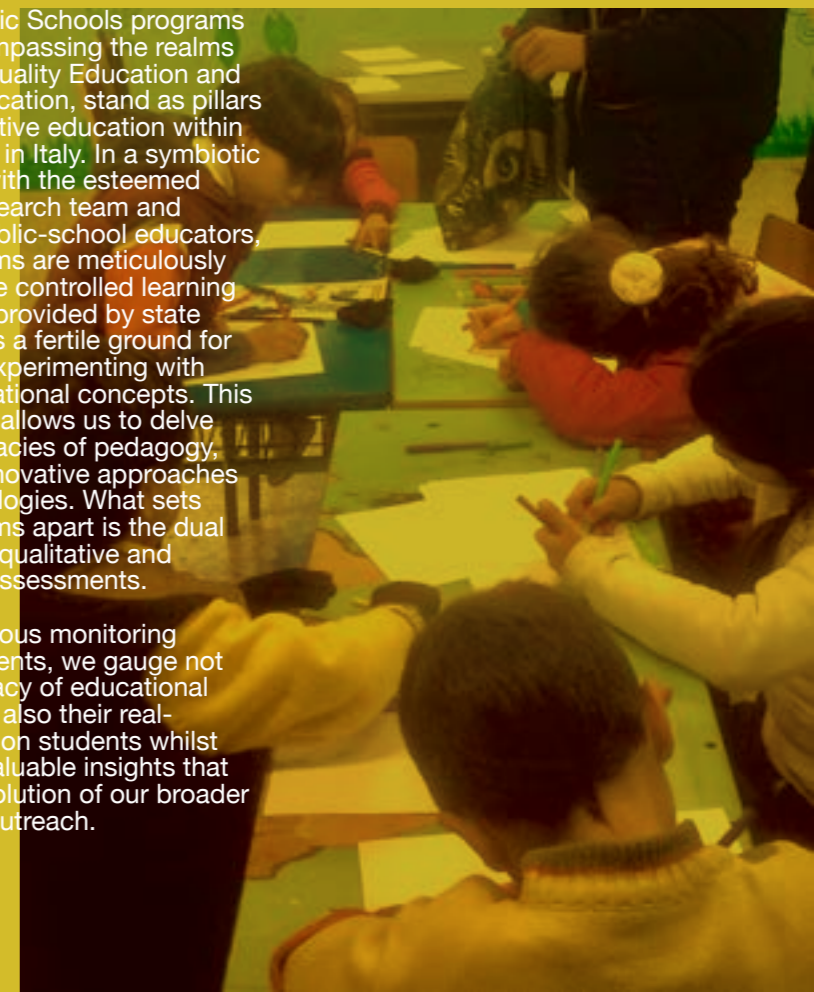 ic Schools programs
mpassing the realms
uality Education and
cation, stand as pillars
tive education within
in Italy. In a symbiotic
ith the esteemed
earch team and
blic-school educators,
ms are meticulously
e controlled learning
provided by state
s a fertile ground for
xperimenting with
ational concepts. This
allows us to delve
acies of pedagogy,
novative approaches
logies. What sets
ms apart is the dual
qualitative and
ssessments.
ous monitoring
ents, we gauge not
acy of educational
also their real-
on students whilst
aluable insights that
olution of our broader
utreach.